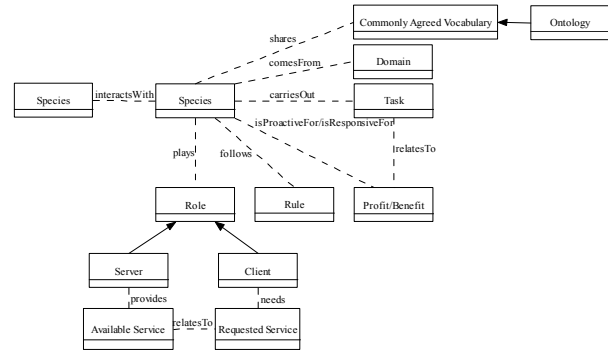 Commonly Agreed Vocabulary
Ontology
shares
comesFrom
Domain
Species
interactsWith
Species
carriesOut
Task
isProactiveFor/isResponsiveFor
plays
follows
relatesTo
Role
Rule
Profit/Benefit
Server
Client
provides
needs
Available Service
relatesTo
Requested Service